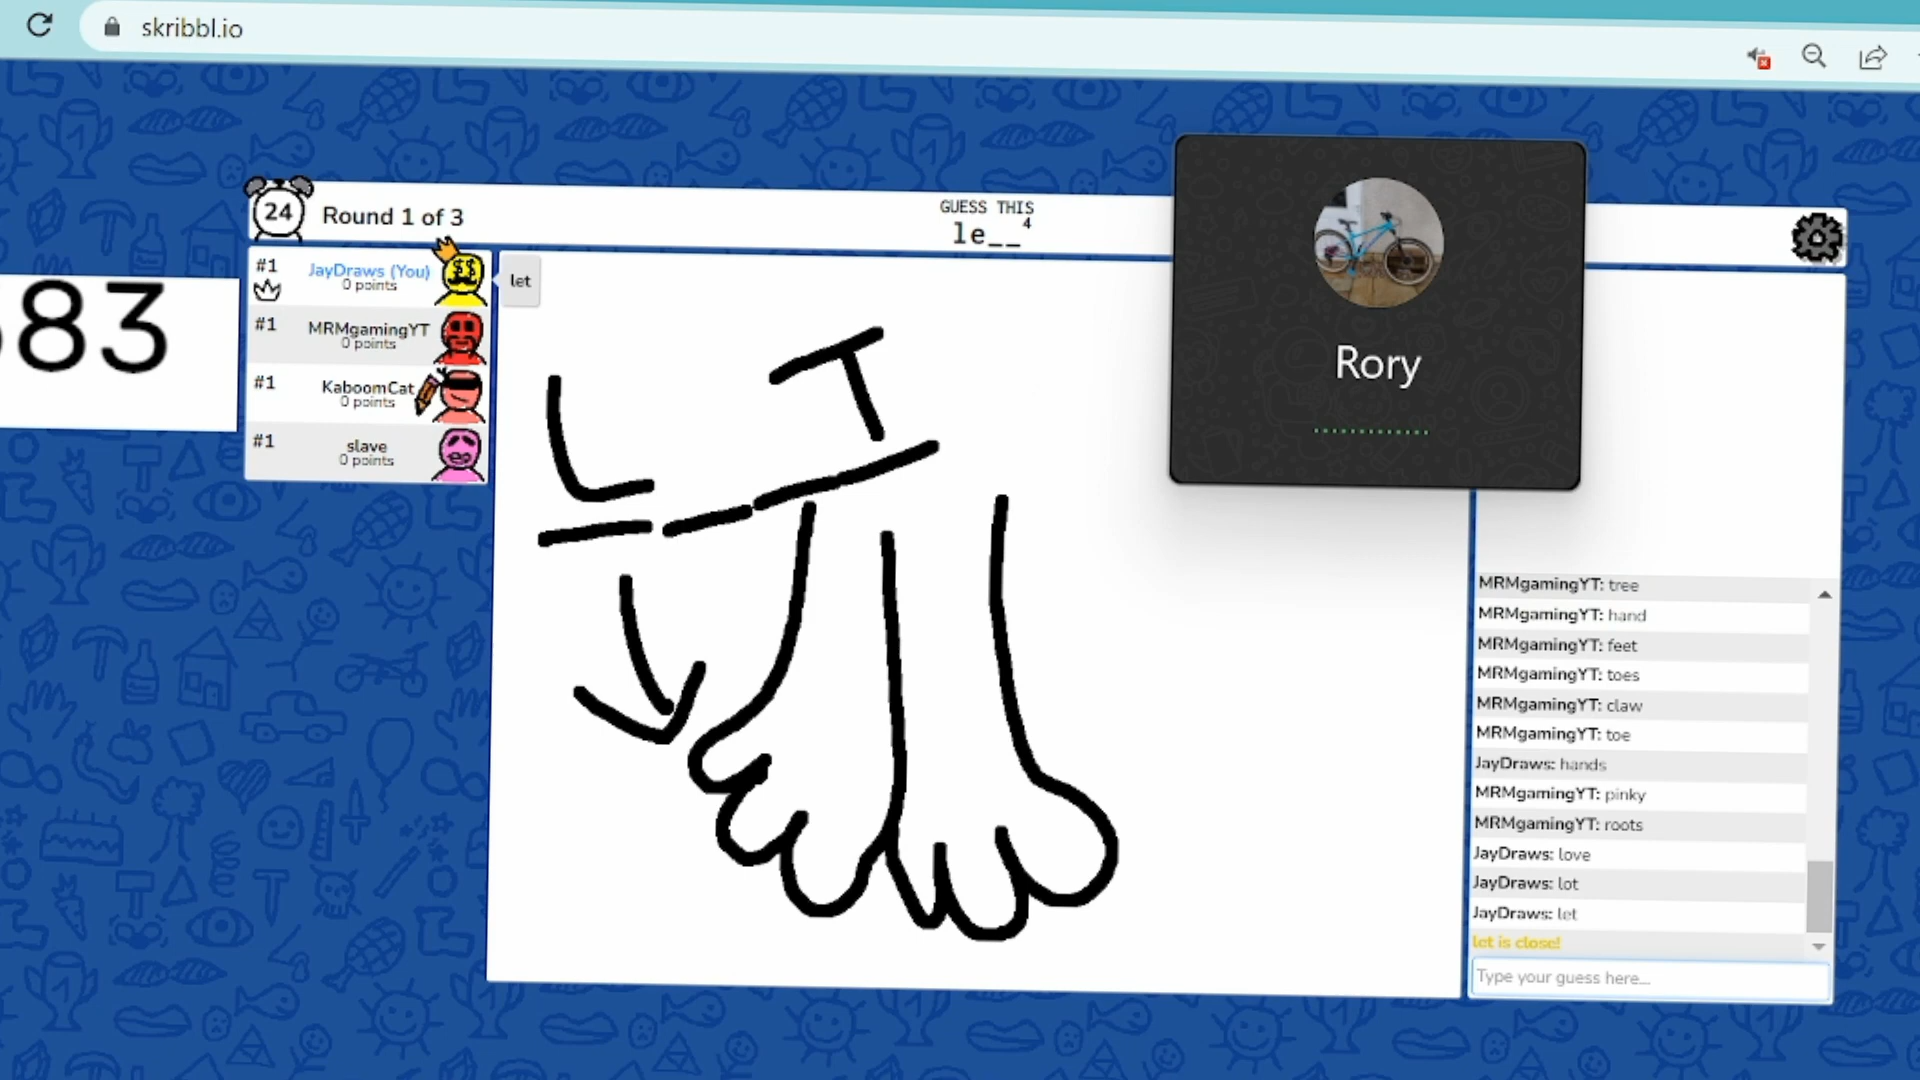 skribbl.io
24
Round 1 of 3
GUESS THIS
le__ 4
83
#1
JayDraws (You)
0 points
let
#1
MRMgamingYT
0 points
#1
KaboomCat
0 points
#1
slave
0 points
L T
Rory
MRMgamingYT: tree
MRMgamingYT: hand
MRMgamingYT: feet
MRMgamingYT: toes
MRMgamingYT: claw
MRMgamingYT: toe
JayDraws: hands
MRMgamingYT: pinky
MRMgamingYT: roots
JayDraws: love
JayDraws: lot
JayDraws: let
let is close!
Type your guess here...